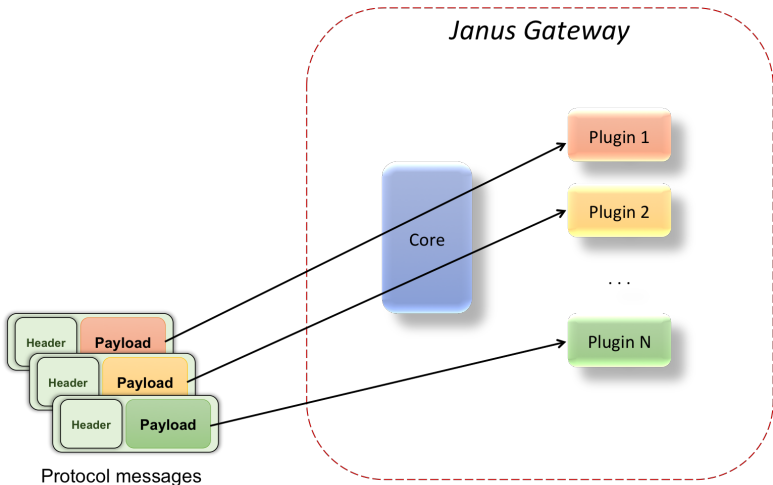 Janus Gateway
Plugin 1
Plugin 2
Core
...
Plugin N
Header
Payload
Header
Payload
Header
Payload
Protocol messages